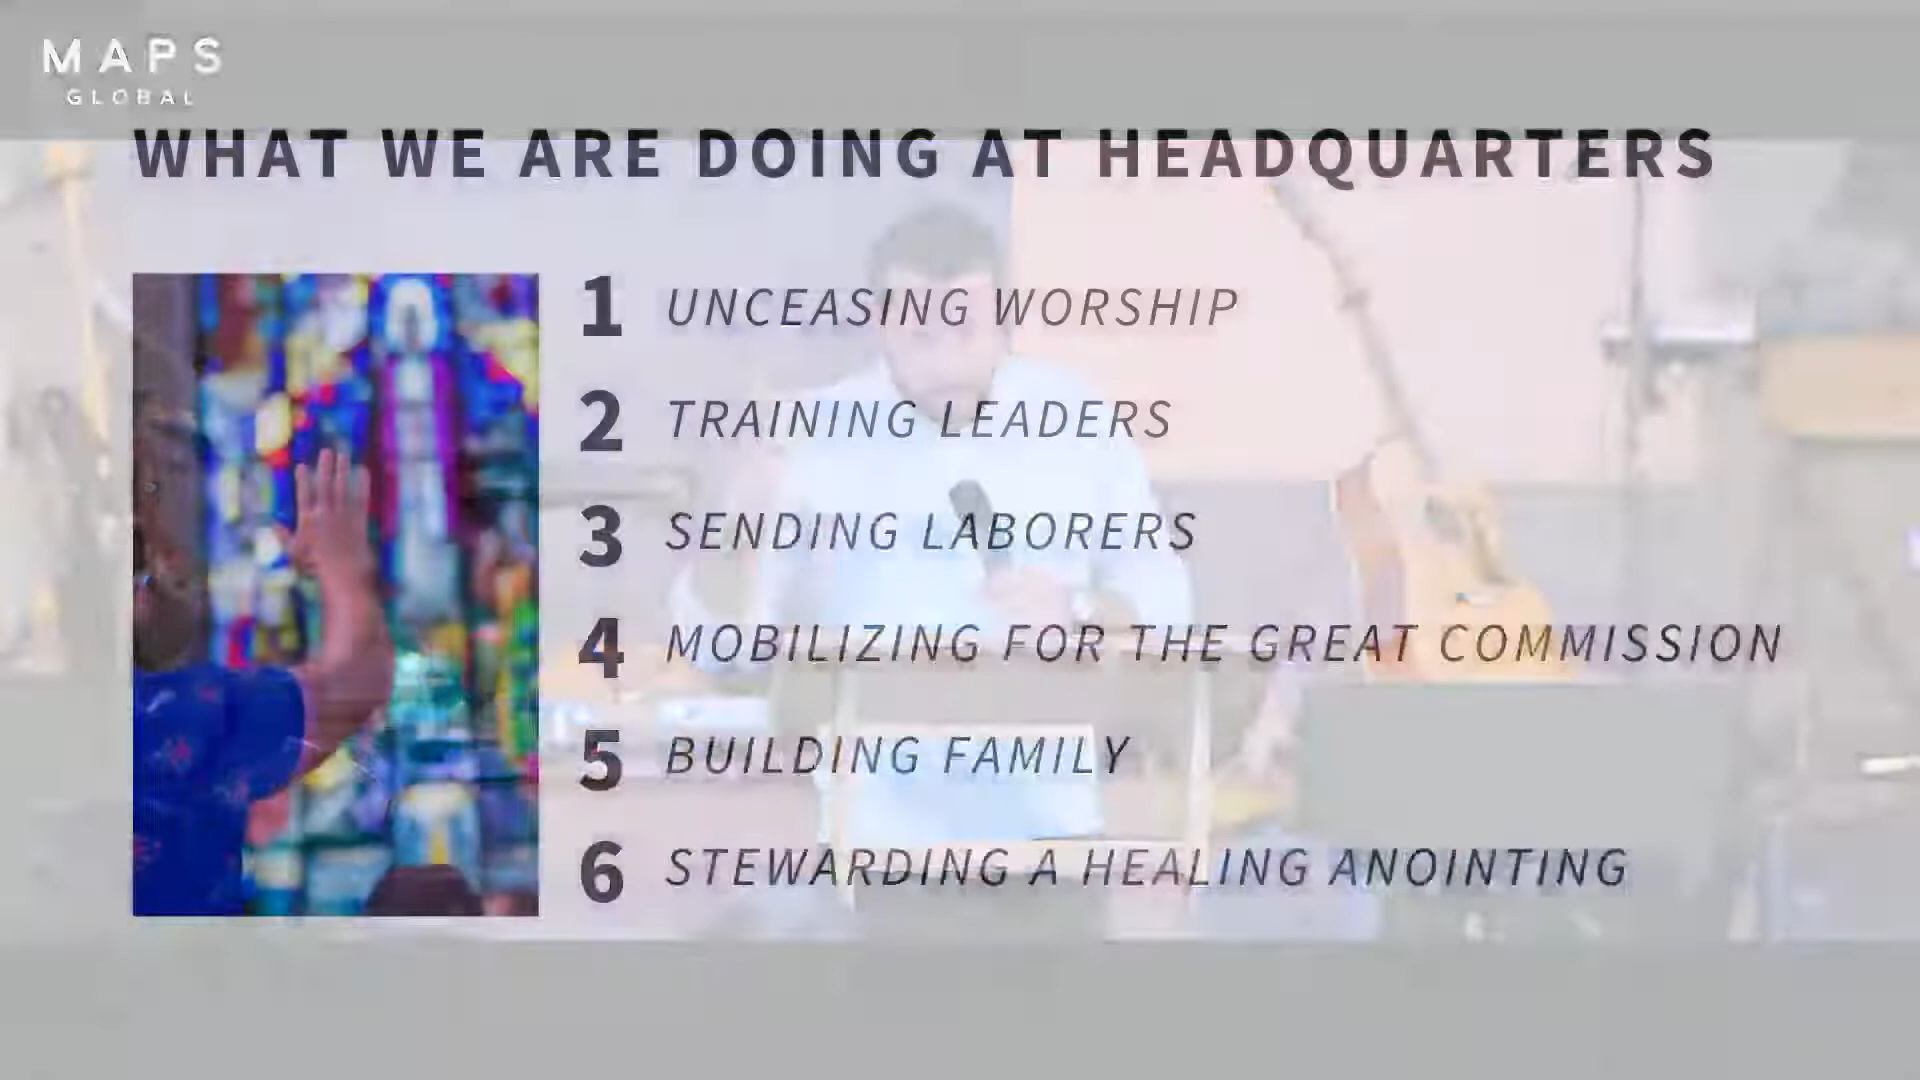 MAPS
GLOBAL
WHAT WE ARE DOING AT HEADQUARTERS
1 UNCEASING WORSHIP
2 TRAINING LEADERS
3 SENDING LABORERS
4 MOBILIZING FOR THE GREAT COMMISSION
5 BUILDING FAMILY
6 STEWARDING A HEALING ANOINTING